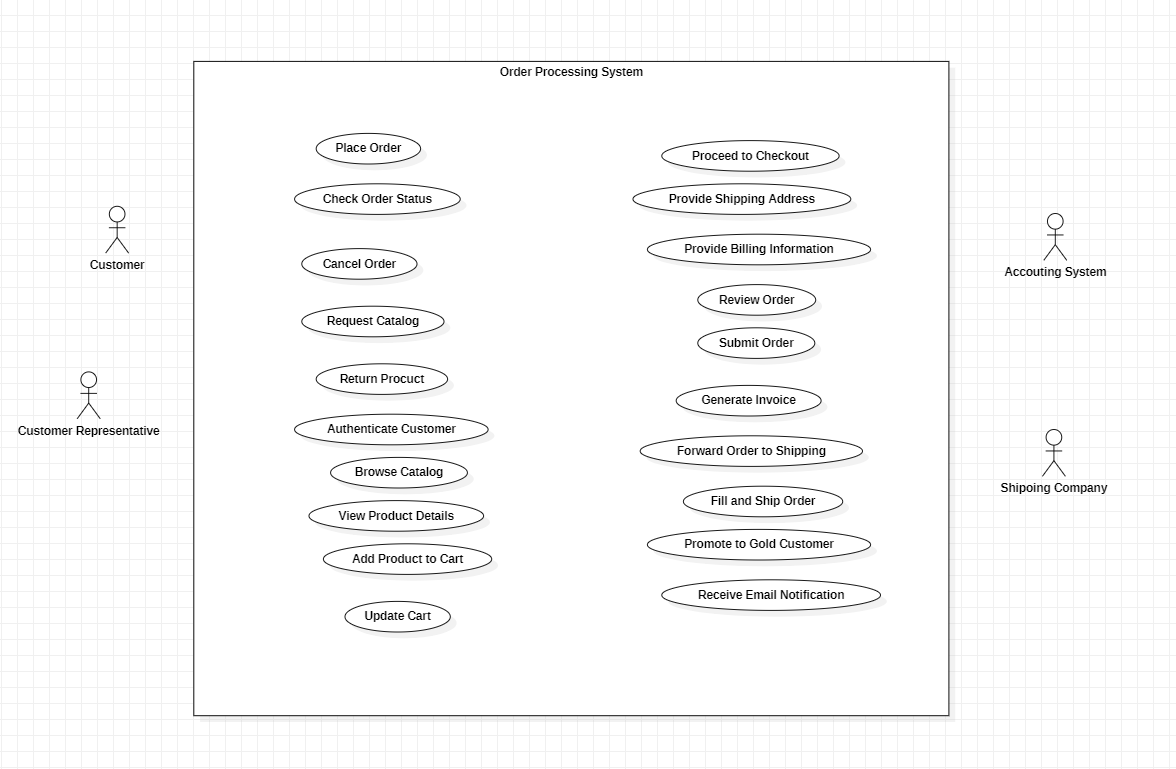 Order Processing System
Place Order
Check Order Status
Cancel Order
Request Catalog
Return Procuct
Authenticate Customer
Browse Catalog
View Product Details
Add Product to Cart
Update Cart
Proceed to Checkout
Provide Shipping Address
Provide Billing Information
Review Order
Submit Order
Generate Invoice
Forward Order to Shipping
Fill and Ship Order
Promote to Gold Customer
Receive Email Notification
Customer
Customer Representative
Accouting System
Shipoing Company